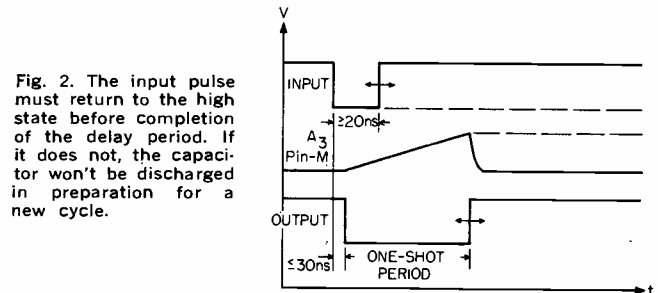 Fig. 2. The input pulse
must return to the high
state before completion
of the delay period. If
it does not, the capaci-
tor won't be discharged
in preparation for a
new cycle.
V
INPUT
≥20ns
A3
Pin-M
OUTPUT
≤30ns
ONE-SHOT
PERIOD
t